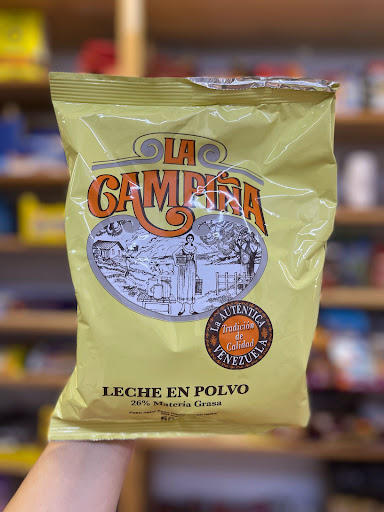 LA
CAMPIÑA
La AUTÉNTICA
Tradición
de
Calidad
VENEZUELA
LECHE EN POLVO
26% Materia Grasa